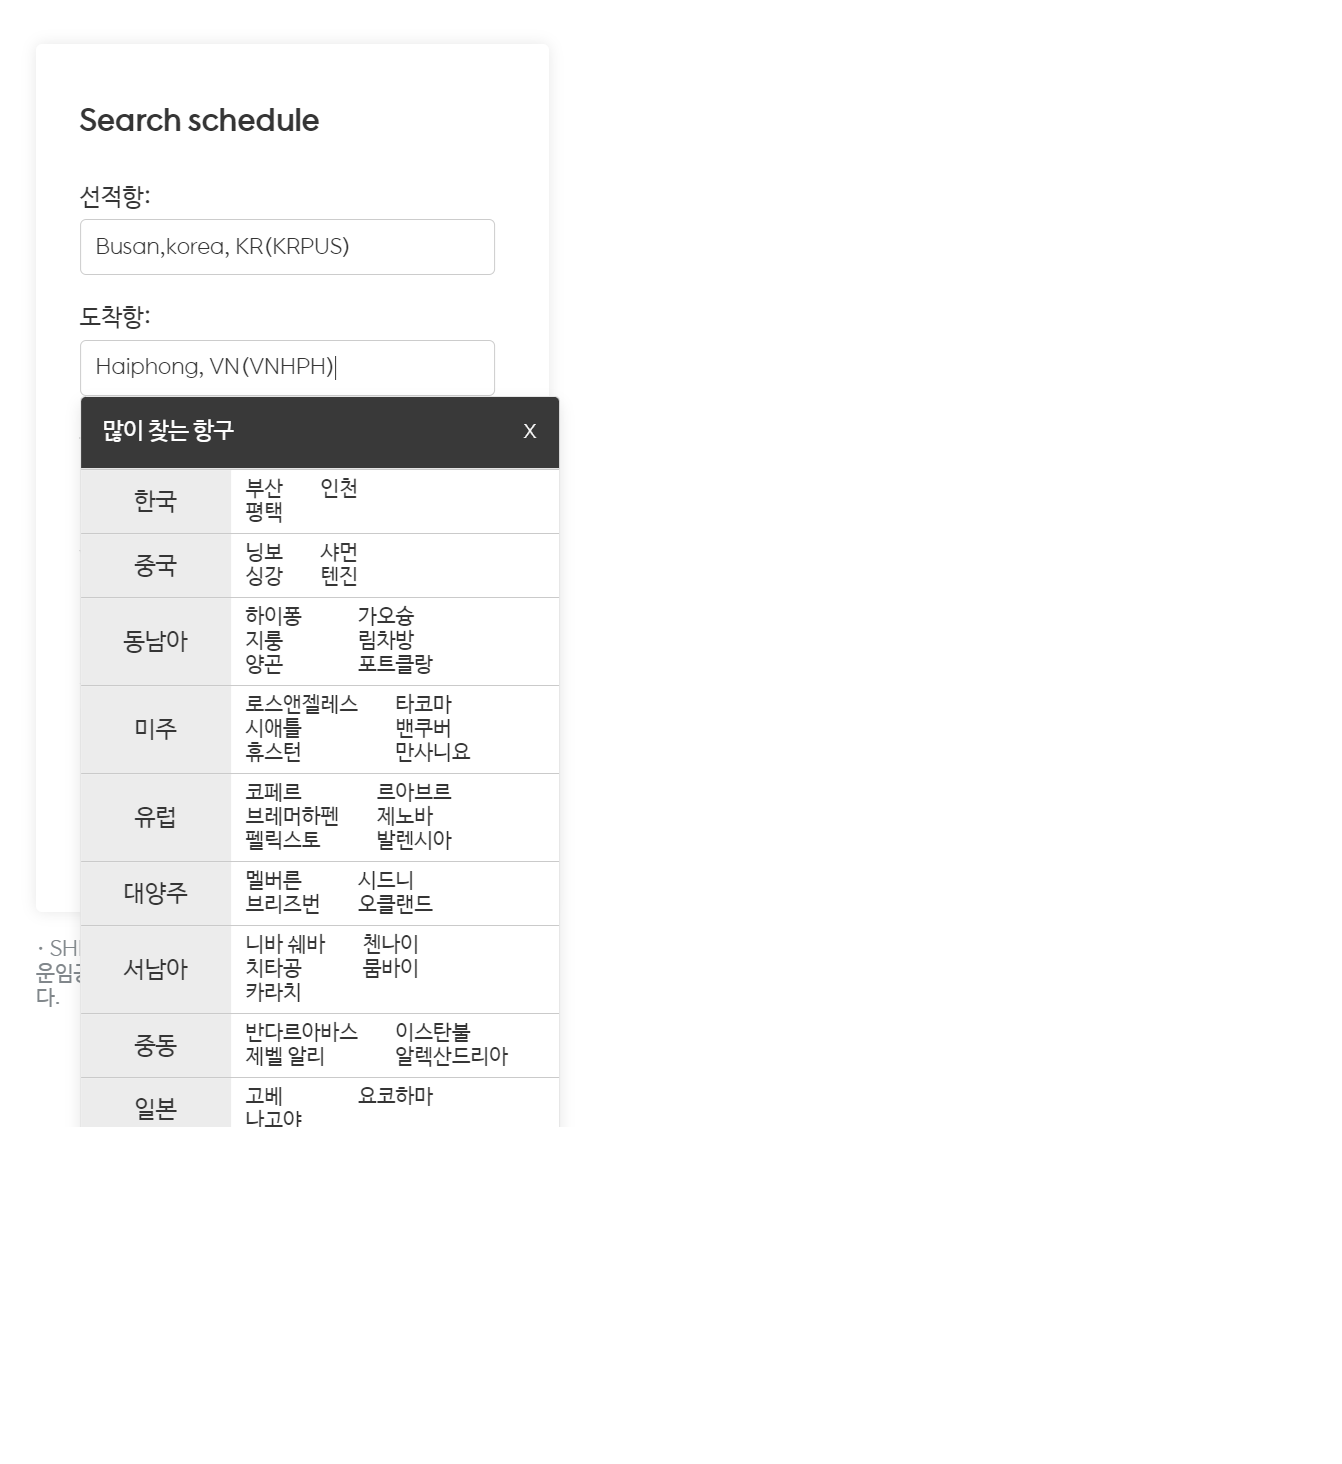 Search schedule
선적항:
Busan,korea, KR(KRPUS)
도착항:
Haiphong, VN(VNHPH)
많이 찾는 항구 X
한국 부산 인천
평택
중국 닝보 샤먼
싱강 텐진
동남아 하이퐁 가오슝
지룽 림차방
양곤 포트클랑
미주 로스앤젤레스 타코마
시애틀 밴쿠버
휴스턴 만사니요
유럽 코페르 르아브르
브레머하펜 제노바
펠릭스토 발렌시아
대양주 멜버른 시드니
브리즈번 오클랜드
서남아 니바 쉐바 첸나이
치타공 뭄바이
카라치
중동 반다르아바스 이스탄불
제벨 알리 알렉산드리아
일본 고베 요코하마
나고야
다.